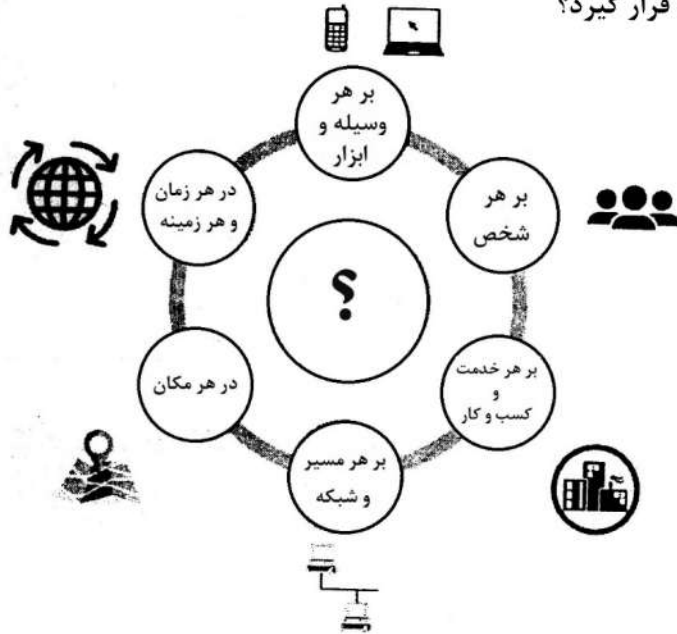 قرار گیرد؟
بر هر
وسیله و
ابزار
بر هر
شخص
در هر زمان
و هر زمینه
؟
بر هر خدمت
و
کسب و کار
در هر مکان
بر هر مسیر
و شبکه